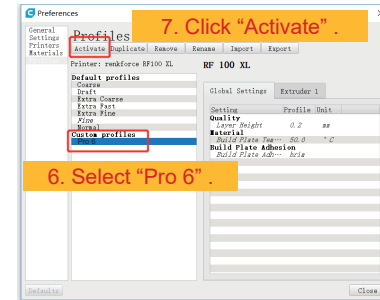 Preferences
7. Click “Activate” .
General
Settings
Printers
Materials
Profiles
Activate Duplicate Remove Rename Import Export
Printer: renkforce RF100 XL
RF 100 XL
Default profiles
Coarse
Draft
Extra Coarse
Extra Fast
Extra Fine
Fine
Normal
Custom profiles
Pro 6
Global Settings Extruder 1
Setting Profile Unit
Quality
Layer Height 0.2 mm
Material
Build Plate Tem… 50.0 °C
Build Plate Adhesion
Build Plate Adh… brim
6. Select “Pro 6” .
Defaults
Close